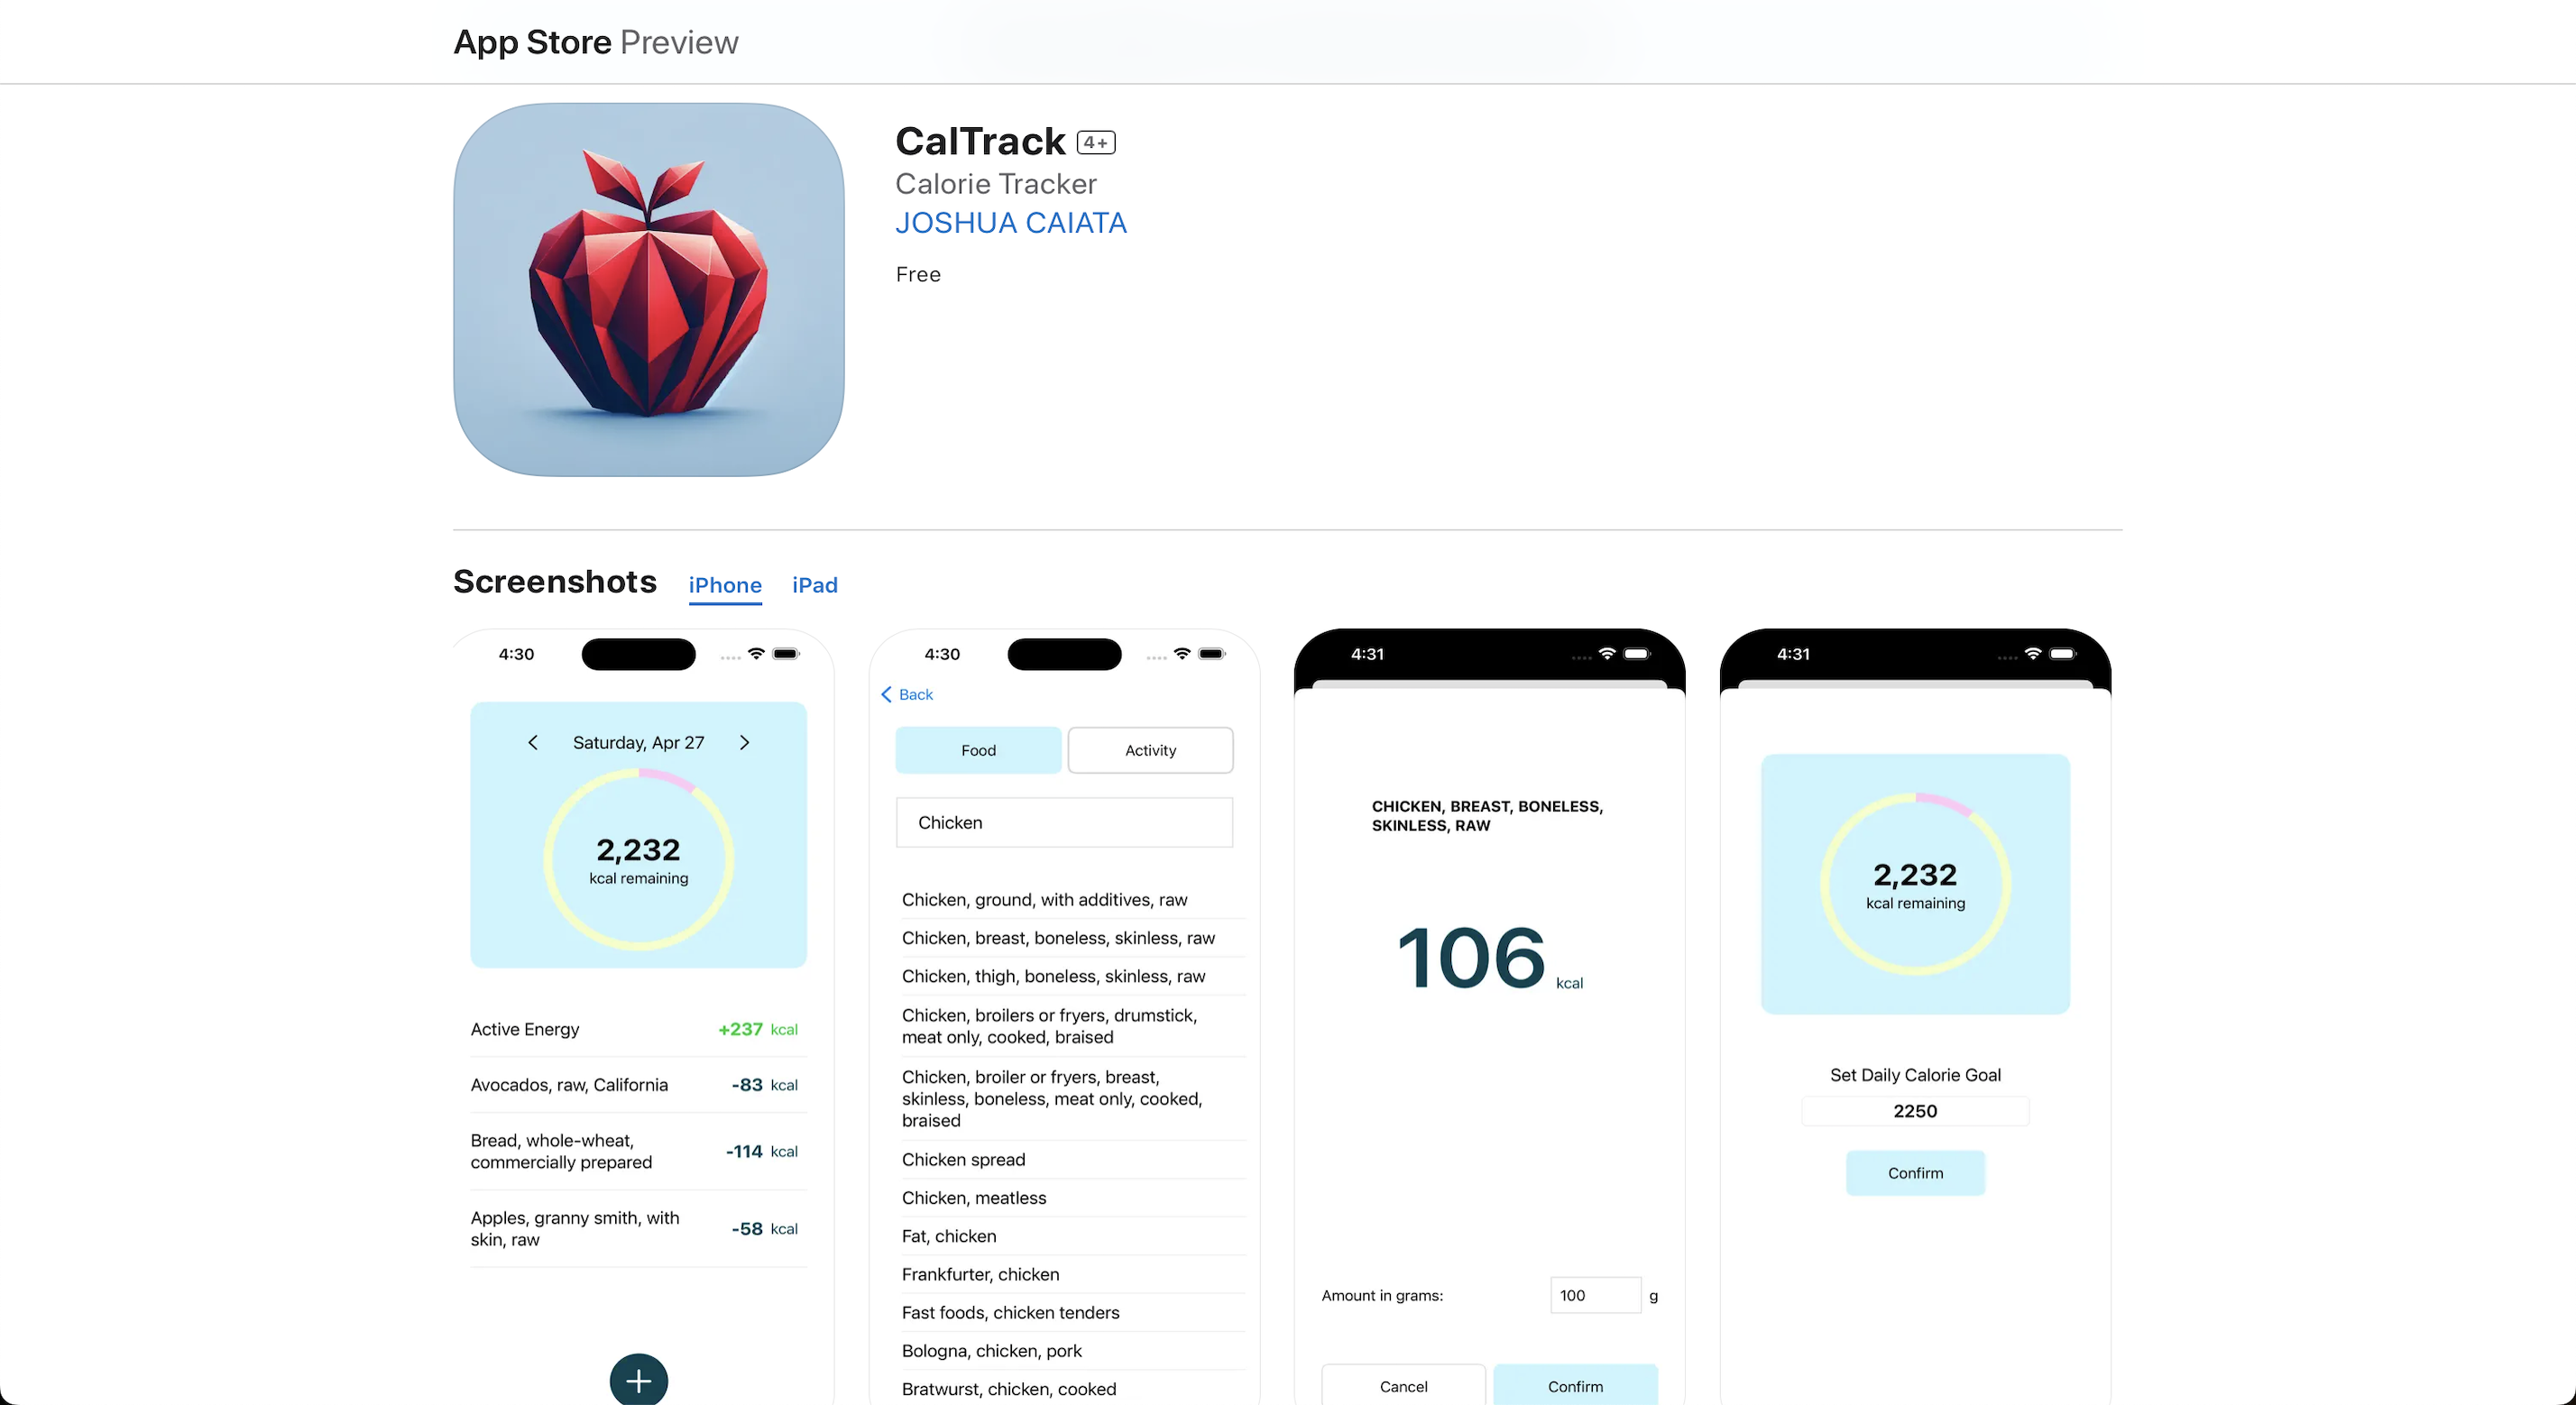 App Store Preview
CalTrack 4+
Calorie Tracker
JOSHUA CAIATA
Free
Screenshots iPhone iPad
4:30
Saturday, Apr 27
2,232
kcal remaining
Active Energy +237 kcal
Avocados, raw, California -83 kcal
Bread, whole-wheat,
commercially prepared -114 kcal
Apples, granny smith, with
skin, raw -58 kcal
4:30
Back
Food Activity
Chicken
Chicken, ground, with additives, raw
Chicken, breast, boneless, skinless, raw
Chicken, thigh, boneless, skinless, raw
Chicken, broilers or fryers, drumstick,
meat only, cooked, braised
Chicken, broiler or fryers, breast,
skinless, boneless, meat only, cooked,
braised
Chicken spread
Chicken, meatless
Fat, chicken
Frankfurter, chicken
Fast foods, chicken tenders
Bologna, chicken, pork
Bratwurst, chicken, cooked
4:31
CHICKEN, BREAST, BONELESS,
SKINLESS, RAW
106 kcal
Amount in grams: 100 g
Cancel Confirm
4:31
2,232
kcal remaining
Set Daily Calorie Goal
2250
Confirm